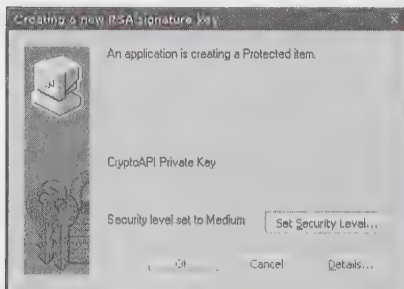 Creating a new RSA signature key
An application is creating a Protected item.
CryptoAPI Private Key
Security level set to Medium
Set Security Level...
OK
Cancel
Details...